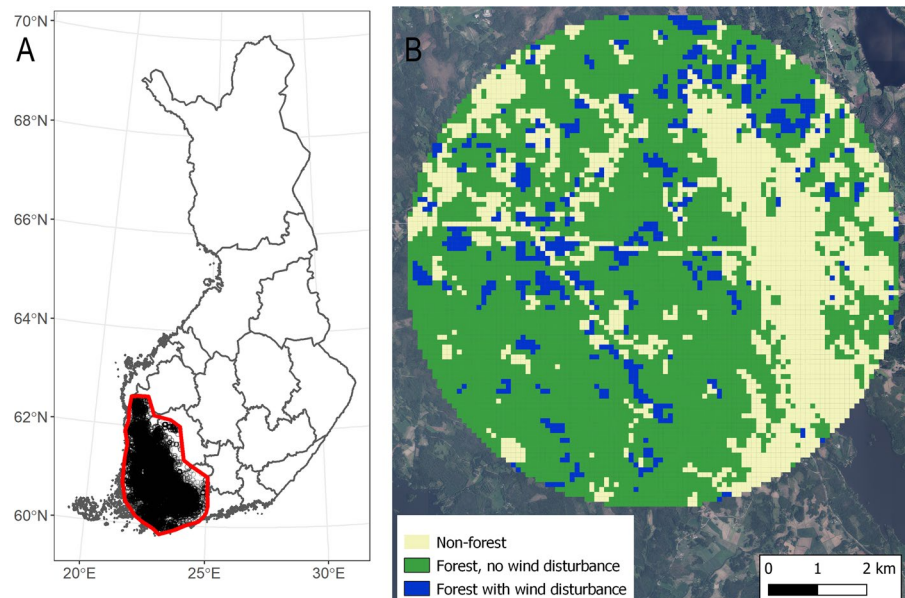 A
70°N
68°N
66°N
64°N
62°N
60°N
20°E
25°E
30°E
B
Non-forest
Forest, no wind disturbance
Forest with wind disturbance
0 1 2 km